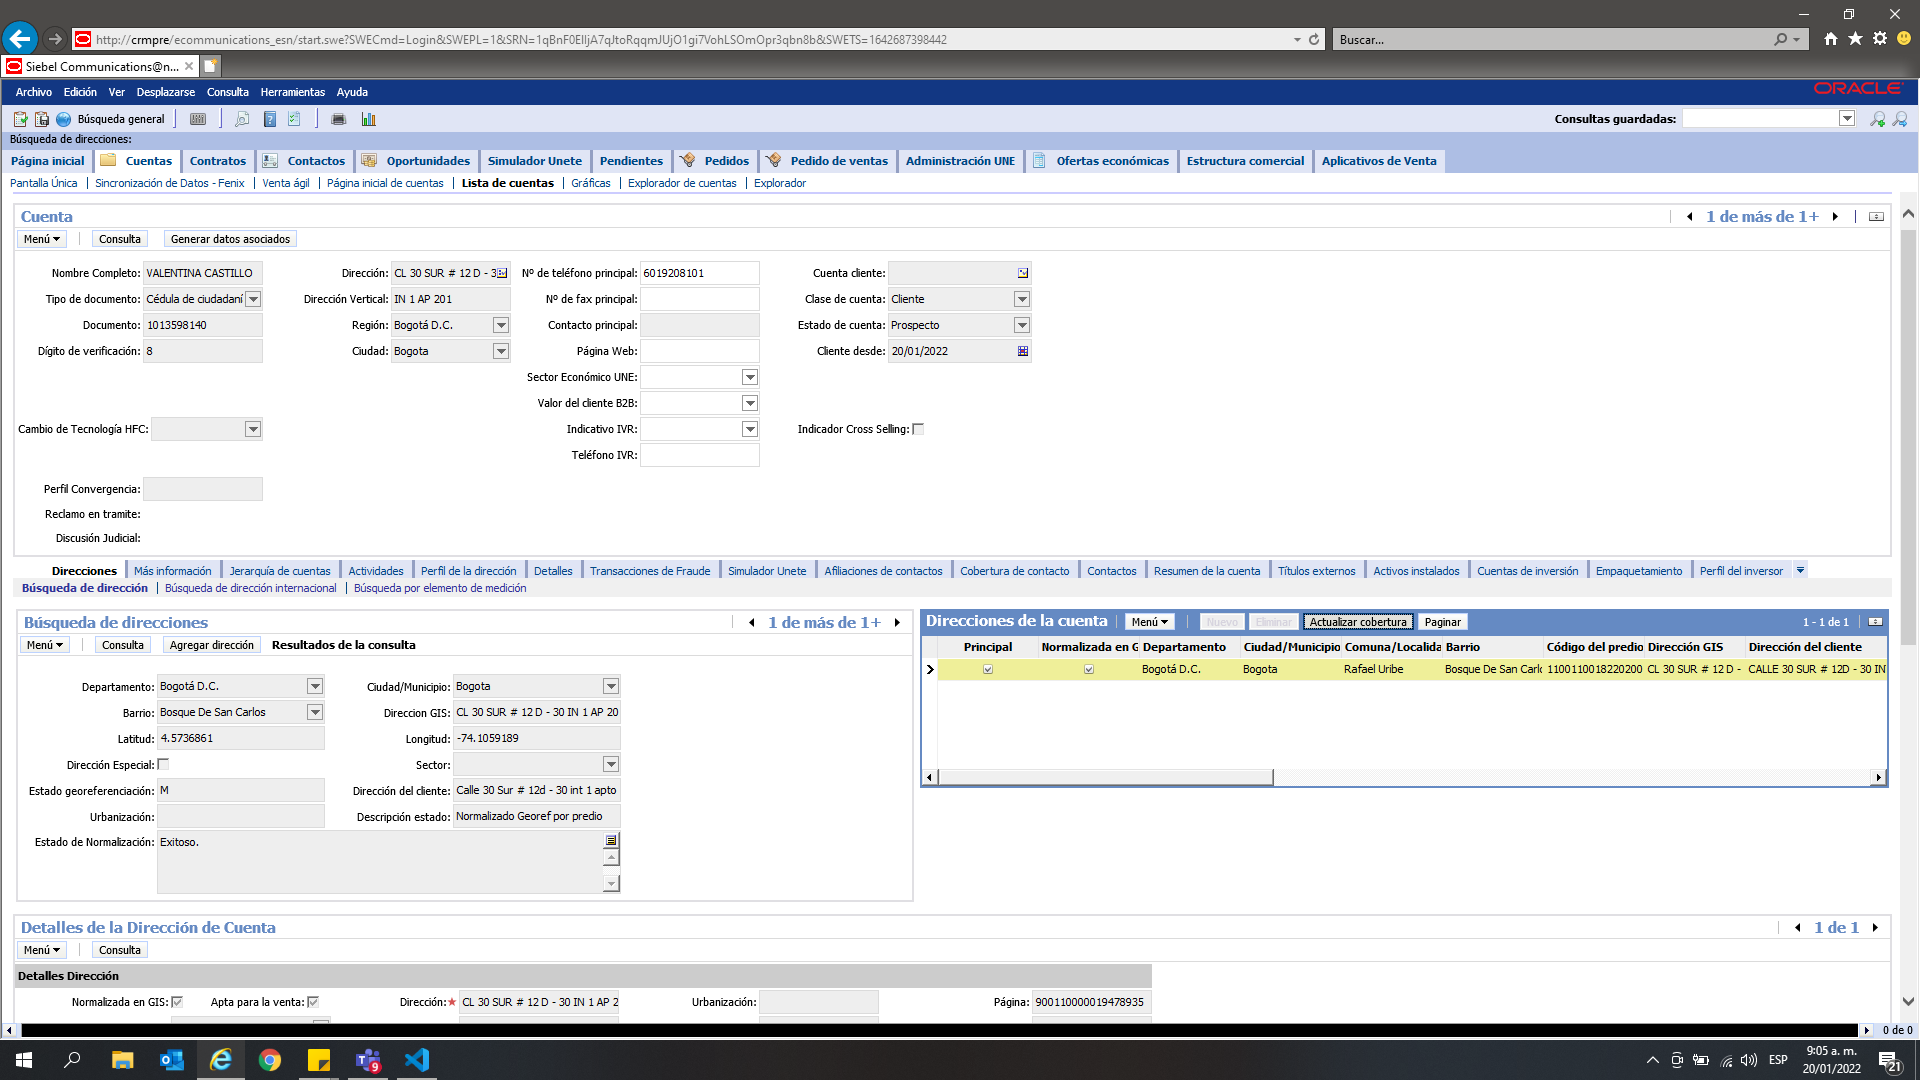 http://crmpre/ecommunications_esn/start.swe?SWECmd=Login&SWEPL=1&SRN=1qBnF0EIljA7qJtoRqqmJUjO1gi7VohLSOmOpr3qbn8b&SWETS=1642687398442
Buscar...
Siebel Communications@n...
Archivo Edición Ver Desplazarse Consulta Herramientas Ayuda
ORACLE
Búsqueda general
Consultas guardadas:
Búsqueda de direcciones:
Página inicial Cuentas Contratos Contactos Oportunidades Simulador Unete Pendientes Pedidos Pedido de ventas Administración UNE Ofertas económicas Estructura comercial Aplicativos de Venta
Pantalla Única Sincronización de Datos - Fenix Venta ágil Página inicial de cuentas Lista de cuentas Gráficas Explorador de cuentas Explorador
Cuenta
1 de más de 1+
Menú Consulta Generar datos asociados
Nombre Completo: VALENTINA CASTILLO Dirección: CL 30 SUR # 12 D - 3 Nº de teléfono principal: 6019208101 Cuenta cliente:
Tipo de documento: Cédula de ciudadaní Dirección Vertical: IN 1 AP 201 Nº de fax principal: Clase de cuenta: Cliente
Documento: 1013598140 Región: Bogotá D.C. Contacto principal: Estado de cuenta: Prospecto
Dígito de verificación: 8 Ciudad: Bogota Página Web: Cliente desde: 20/01/2022
Sector Económico UNE:
Valor del cliente B2B:
Cambio de Tecnología HFC: Indicativo IVR: Indicador Cross Selling:
Teléfono IVR:
Perfil Convergencia:
Reclamo en tramite:
Discusión Judicial:
Direcciones Más información Jerarquía de cuentas Actividades Perfil de la dirección Detalles Transacciones de Fraude Simulador Unete Afiliaciones de contactos Cobertura de contacto Contactos Resumen de la cuenta Títulos externos Activos instalados Cuentas de inversión Empaquetamiento Perfil del inversor
Búsqueda de dirección Búsqueda de dirección internacional Búsqueda por elemento de medición
Búsqueda de direcciones
1 de más de 1+
Menú Consulta Agregar dirección Resultados de la consulta
Departamento: Bogotá D.C. Ciudad/Municipio: Bogota
Barrio: Bosque De San Carlos Direccion GIS: CL 30 SUR # 12 D - 30 IN 1 AP 20
Latitud: 4.5736861 Longitud: -74.1059189
Dirección Especial: Sector:
Estado georeferenciación: M Dirección del cliente: Calle 30 Sur # 12d - 30 int 1 apto
Urbanización: Descripción estado: Normalizado Georef por predio
Estado de Normalización: Exitoso.
Direcciones de la cuenta Menú Nuevo Eliminar Actualizar cobertura Paginar 1 - 1 de 1
Principal Normalizada en G Departamento Ciudad/Municipio Comuna/Localida Barrio Código del predio Dirección GIS Dirección del cliente
Bogotá D.C. Bogota Rafael Uribe Bosque De San Carlo 1100110018220200 CL 30 SUR # 12 D - CALLE 30 SUR # 12D - 30 IN
Detalles de la Dirección de Cuenta
1 de 1
Menú Consulta
Detalles Dirección
Normalizada en GIS: Apta para la venta: Dirección:* CL 30 SUR # 12 D - 30 IN 1 AP 2 Urbanización: Página: 900110000019478935
0 de 0
9
ESP
9:05 a. m.
20/01/2022
21